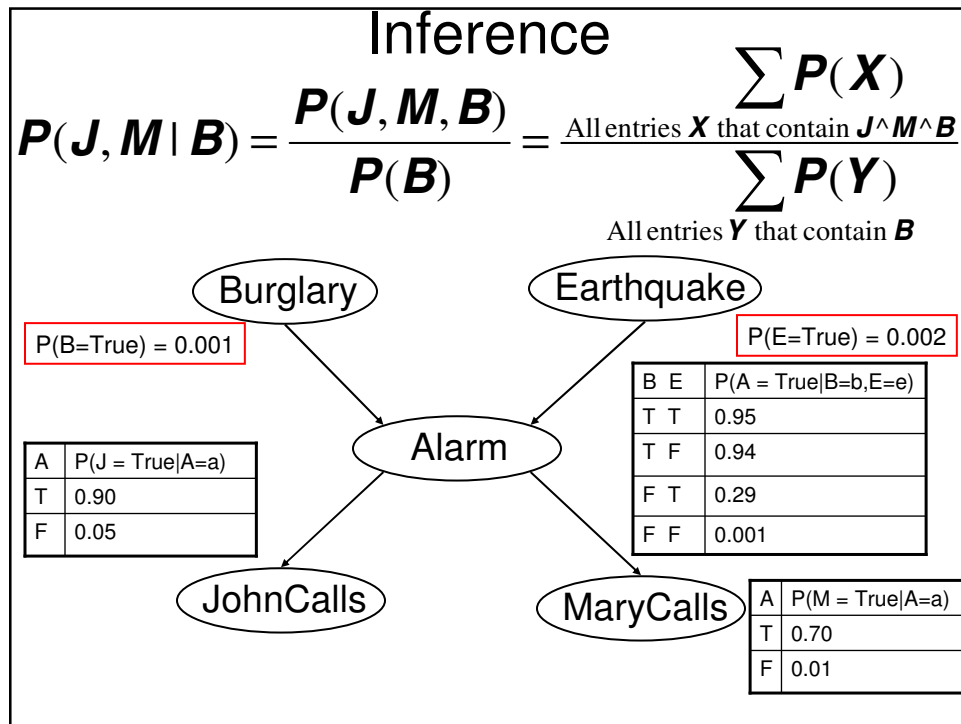 Inference
P(J, M | B) = P(J, M, B) / P(B) = ∑ P(X) / ∑ P(Y)
All entries X that contain J^M^B
All entries Y that contain B
Burglary
Earthquake
P(B=True) = 0.001
P(E=True) = 0.002
B E P(A = True|B=b,E=e)
T T 0.95
T F 0.94
F T 0.29
F F 0.001
Alarm
A P(J = True|A=a)
T 0.90
F 0.05
JohnCalls
MaryCalls
A P(M = True|A=a)
T 0.70
F 0.01